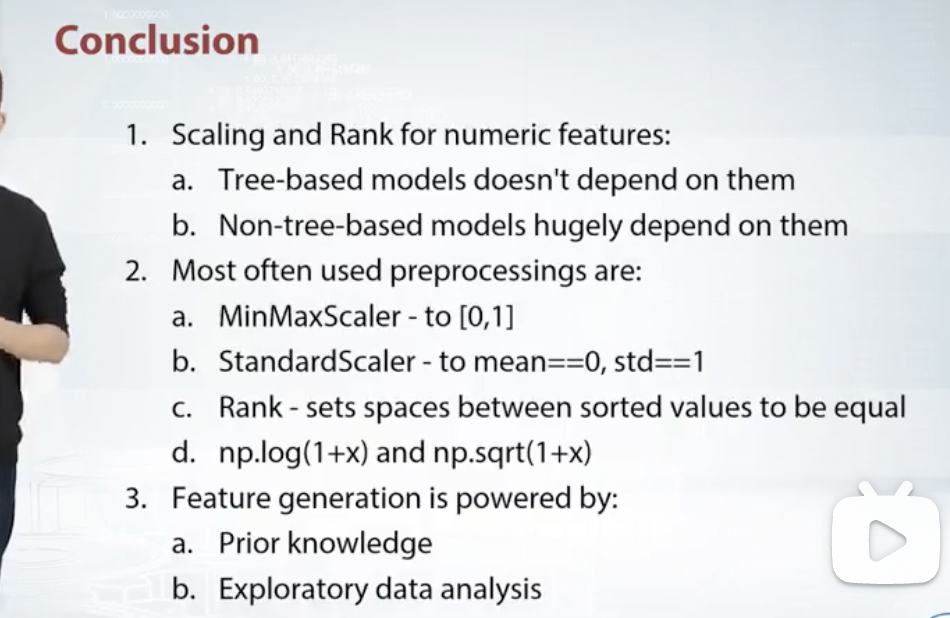 Conclusion
1. Scaling and Rank for numeric features:
a. Tree-based models doesn't depend on them
b. Non-tree-based models hugely depend on them
2. Most often used preprocessings are:
a. MinMaxScaler - to [0,1]
b. StandardScaler - to mean==0, std==1
c. Rank - sets spaces between sorted values to be equal
d. np.log(1+x) and np.sqrt(1+x)
3. Feature generation is powered by:
a. Prior knowledge
b. Exploratory data analysis